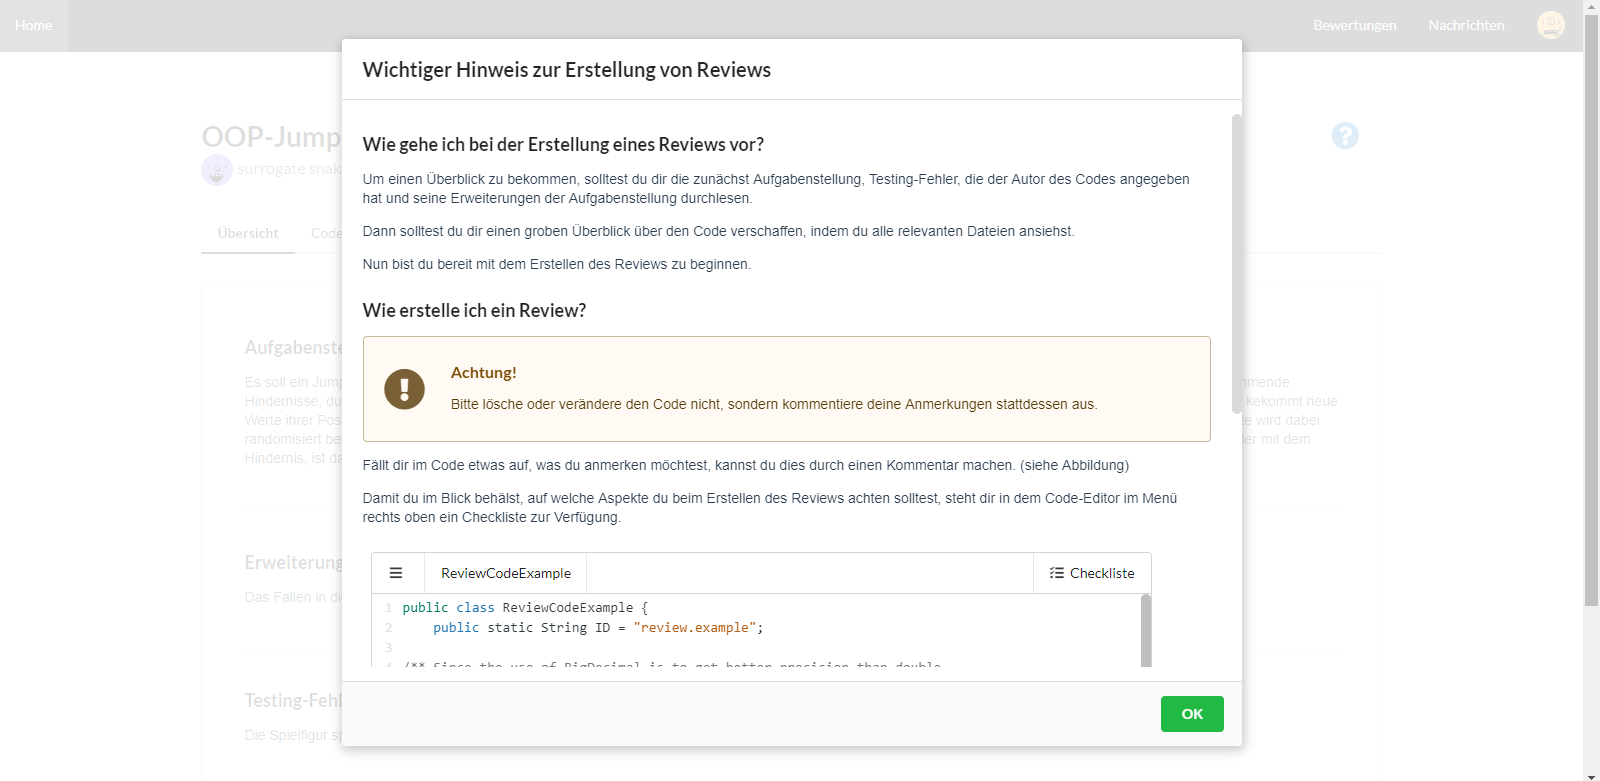 Home
Bewertungen
Nachrichten
Wichtiger Hinweis zur Erstellung von Reviews
OOP-Jump
surrogate snak
Übersicht
Code
Wie gehe ich bei der Erstellung eines Reviews vor?
Um einen Überblick zu bekommen, solltest du dir die zunächst Aufgabenstellung, Testing-Fehler, die der Autor des Codes angegeben
hat und seine Erweiterungen der Aufgabenstellung durchlesen.
Dann solltest du dir einen groben Überblick über den Code verschaffen, indem du alle relevanten Dateien ansiehst.
Nun bist du bereit mit dem Erstellen des Reviews zu beginnen.
Wie erstelle ich ein Review?
Achtung!
Bitte lösche oder verändere den Code nicht, sondern kommentiere deine Anmerkungen stattdessen aus.
Fällt dir im Code etwas auf, was du anmerken möchtest, kannst du dies durch einen Kommentar machen. (siehe Abbildung)
Damit du im Blick behälst, auf welche Aspekte du beim Erstellen des Reviews achten solltest, steht dir in dem Code-Editor im Menü
rechts oben ein Checkliste zur Verfügung.
ReviewCodeExample
Checkliste
1 public class ReviewCodeExample {
2 public static String ID = "review.example";
3
4 /** Since the use of BigDecimal is to get better precision than double
OK
Aufgabenste
Es soll ein Jump
Hindernisse, du
kekommt neue
Werte ihrer Pos
e wird dabei
randomisiert be
der mit dem
Hindernis, ist da
Erweiterung
Das Fallen in di
Testing-Fehl
Die Spielfigur sp